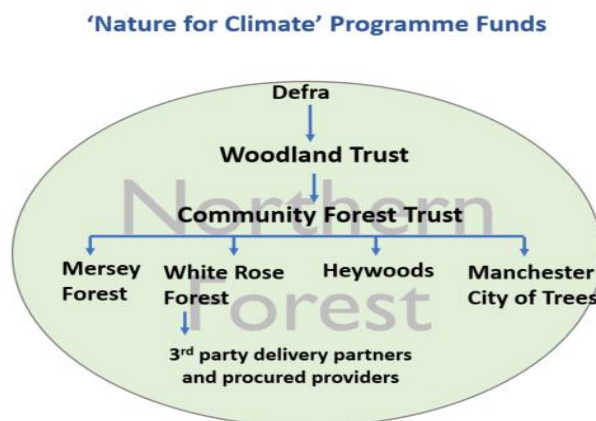 ‘Nature for Climate’ Programme Funds
Defra
Woodland Trust
Northern
Community Forest Trust
Mersey
Forest
White Rose
Forest
Heywoods
Manchester
City of Trees
Forest
3rd party delivery partners
and procured providers